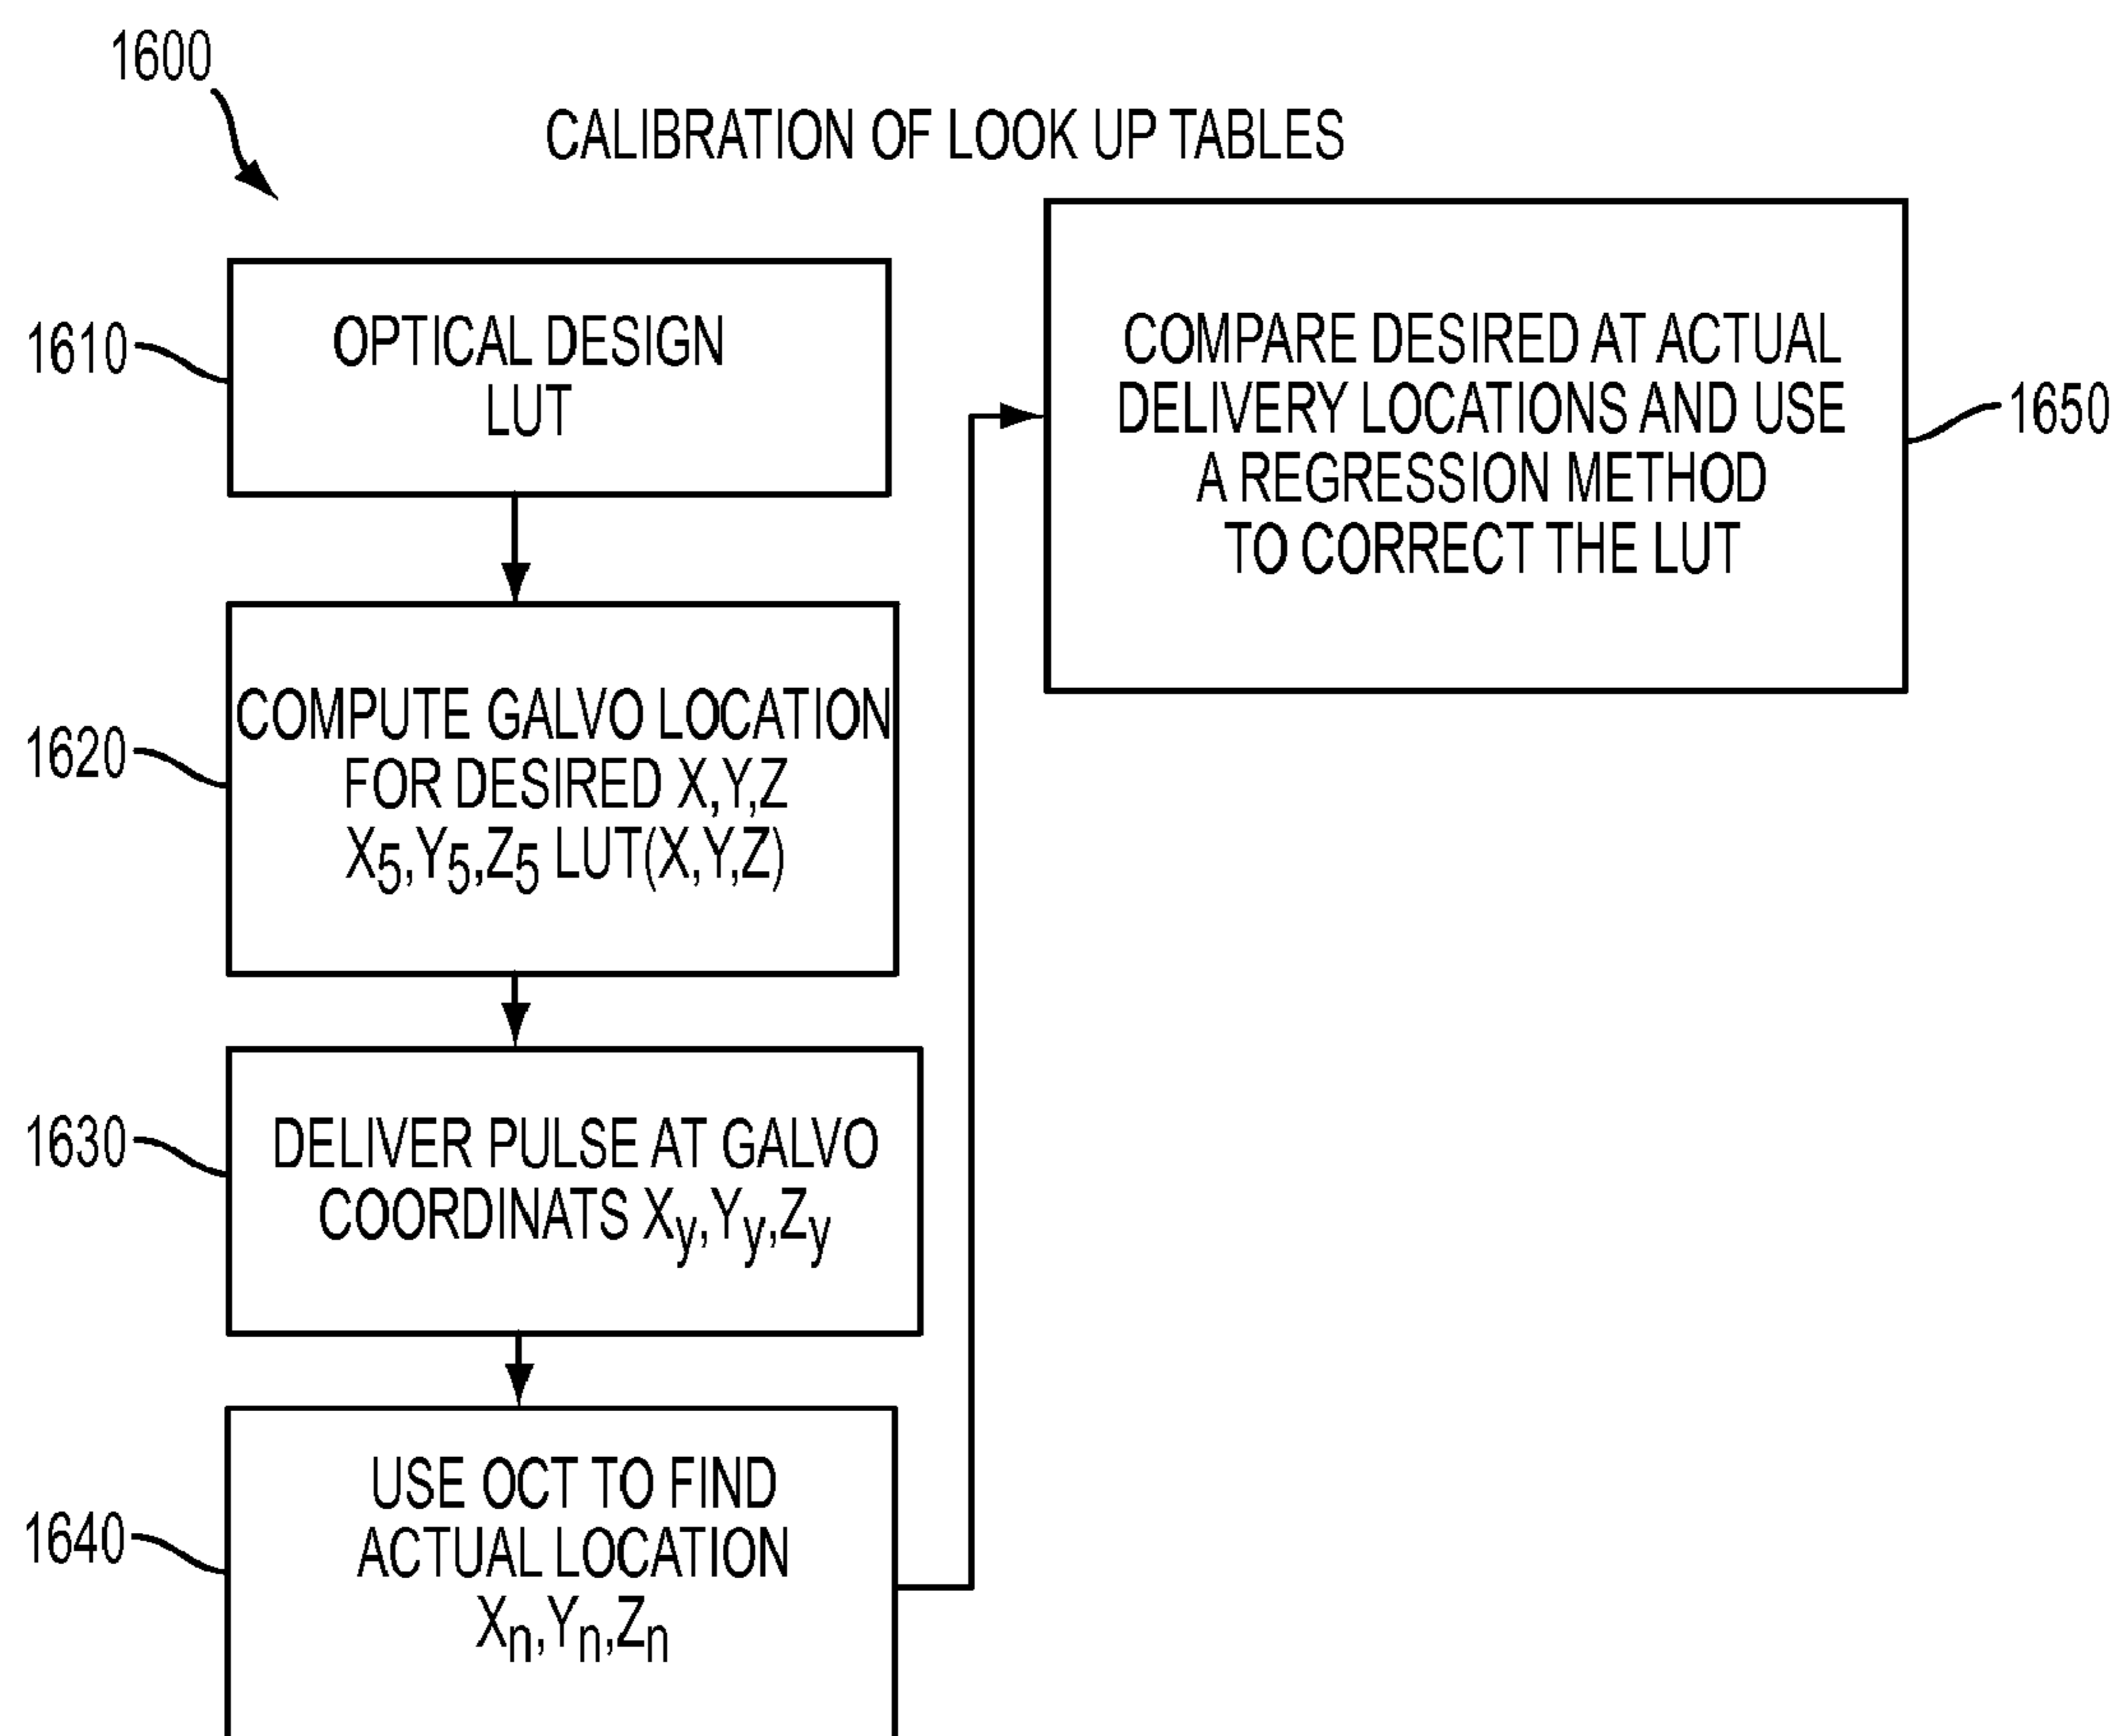 1600
CALIBRATION OF LOOK UP TABLES
1610
OPTICAL DESIGN
LUT
1620
COMPUTE GALVO LOCATION
FOR DESIRED X,Y,Z
X5,Y5,Z5 LUT(X,Y,Z)
1630
DELIVER PULSE AT GALVO
COORDINATS Xy,Yy,Zy
1640
USE OCT TO FIND
ACTUAL LOCATION
Xn,Yn,Zn
COMPARE DESIRED AT ACTUAL
DELIVERY LOCATIONS AND USE
A REGRESSION METHOD
TO CORRECT THE LUT
1650